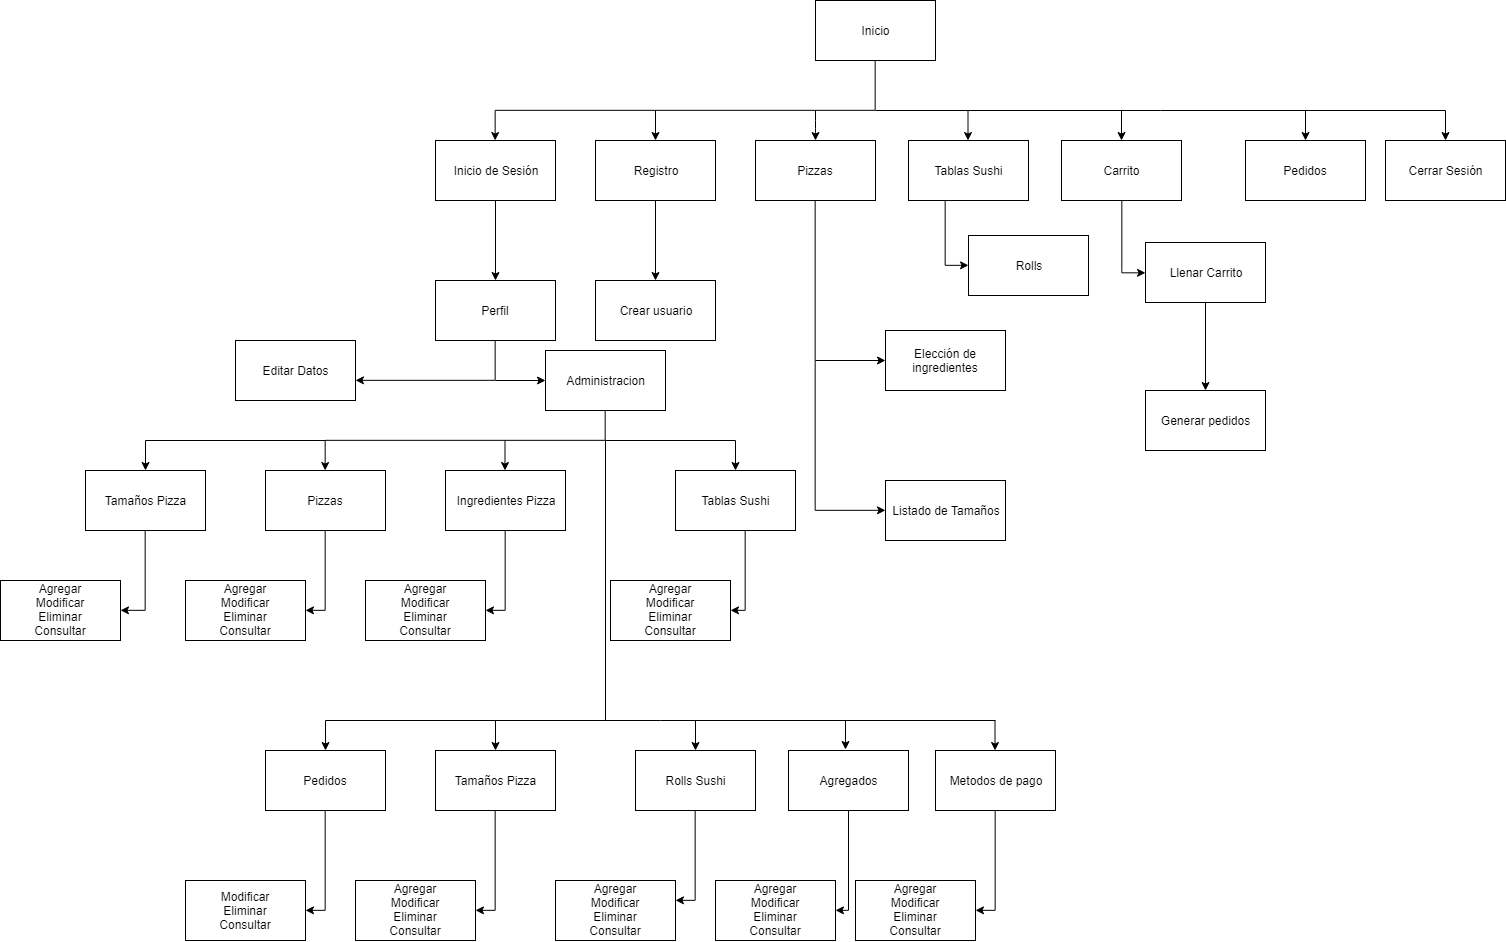 Inicio
Inicio de Sesión
Registro
Pizzas
Tablas Sushi
Carrito
Pedidos
Cerrar Sesión
Rolls
Llenar Carrito
Perfil
Crear usuario
Elección de
ingredientes
Editar Datos
Administracion
Generar pedidos
Tamaños Pizza
Pizzas
Ingredientes Pizza
Tablas Sushi
Listado de Tamaños
Agregar
Modificar
Eliminar
Consultar
Agregar
Modificar
Eliminar
Consultar
Agregar
Modificar
Eliminar
Consultar
Agregar
Modificar
Eliminar
Consultar
Pedidos
Tamaños Pizza
Rolls Sushi
Agregados
Metodos de pago
Modificar
Eliminar
Consultar
Agregar
Modificar
Eliminar
Consultar
Agregar
Modificar
Eliminar
Consultar
Agregar
Modificar
Eliminar
Consultar
Agregar
Modificar
Eliminar
Consultar